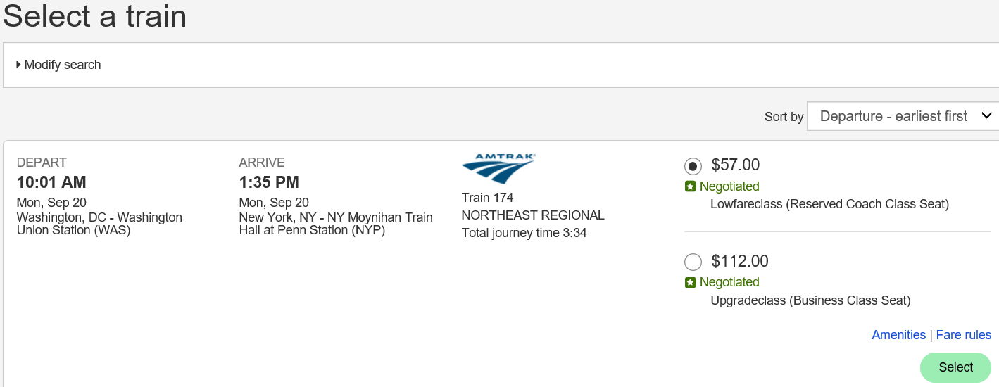 Select a train
Modify search
Sort by Departure - earliest first
DEPART
10:01 AM
Mon, Sep 20
Washington, DC - Washington
Union Station (WAS)
ARRIVE
1:35 PM
Mon, Sep 20
New York, NY - NY Moynihan Train
Hall at Penn Station (NYP)
AMTRAK
Train 174
NORTHEAST REGIONAL
Total journey time 3:34
$57.00
Negotiated
Lowfareclass (Reserved Coach Class Seat)
$112.00
Negotiated
Upgradeclass (Business Class Seat)
Amenities | Fare rules
Select